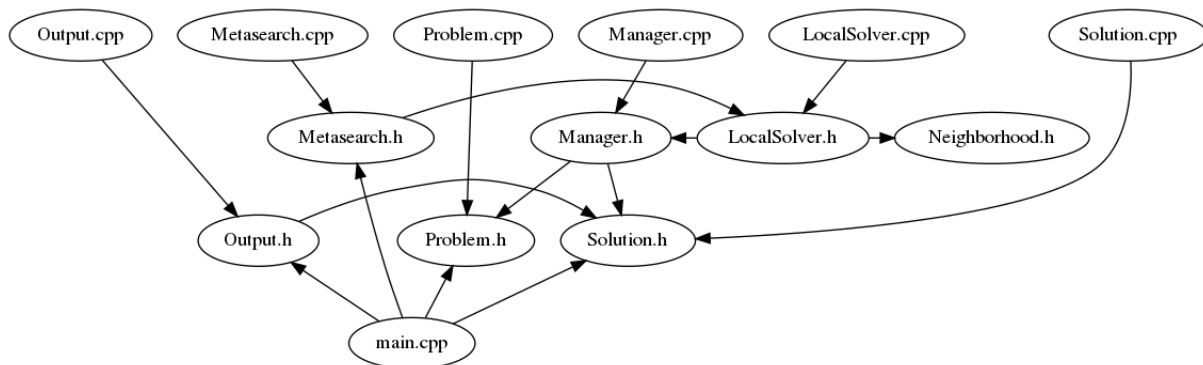 Output.cpp
Metasearch.cpp
Problem.cpp
Manager.cpp
LocalSolver.cpp
Solution.cpp
Metasearch.h
Manager.h
LocalSolver.h
Neighborhood.h
Output.h
Problem.h
Solution.h
main.cpp